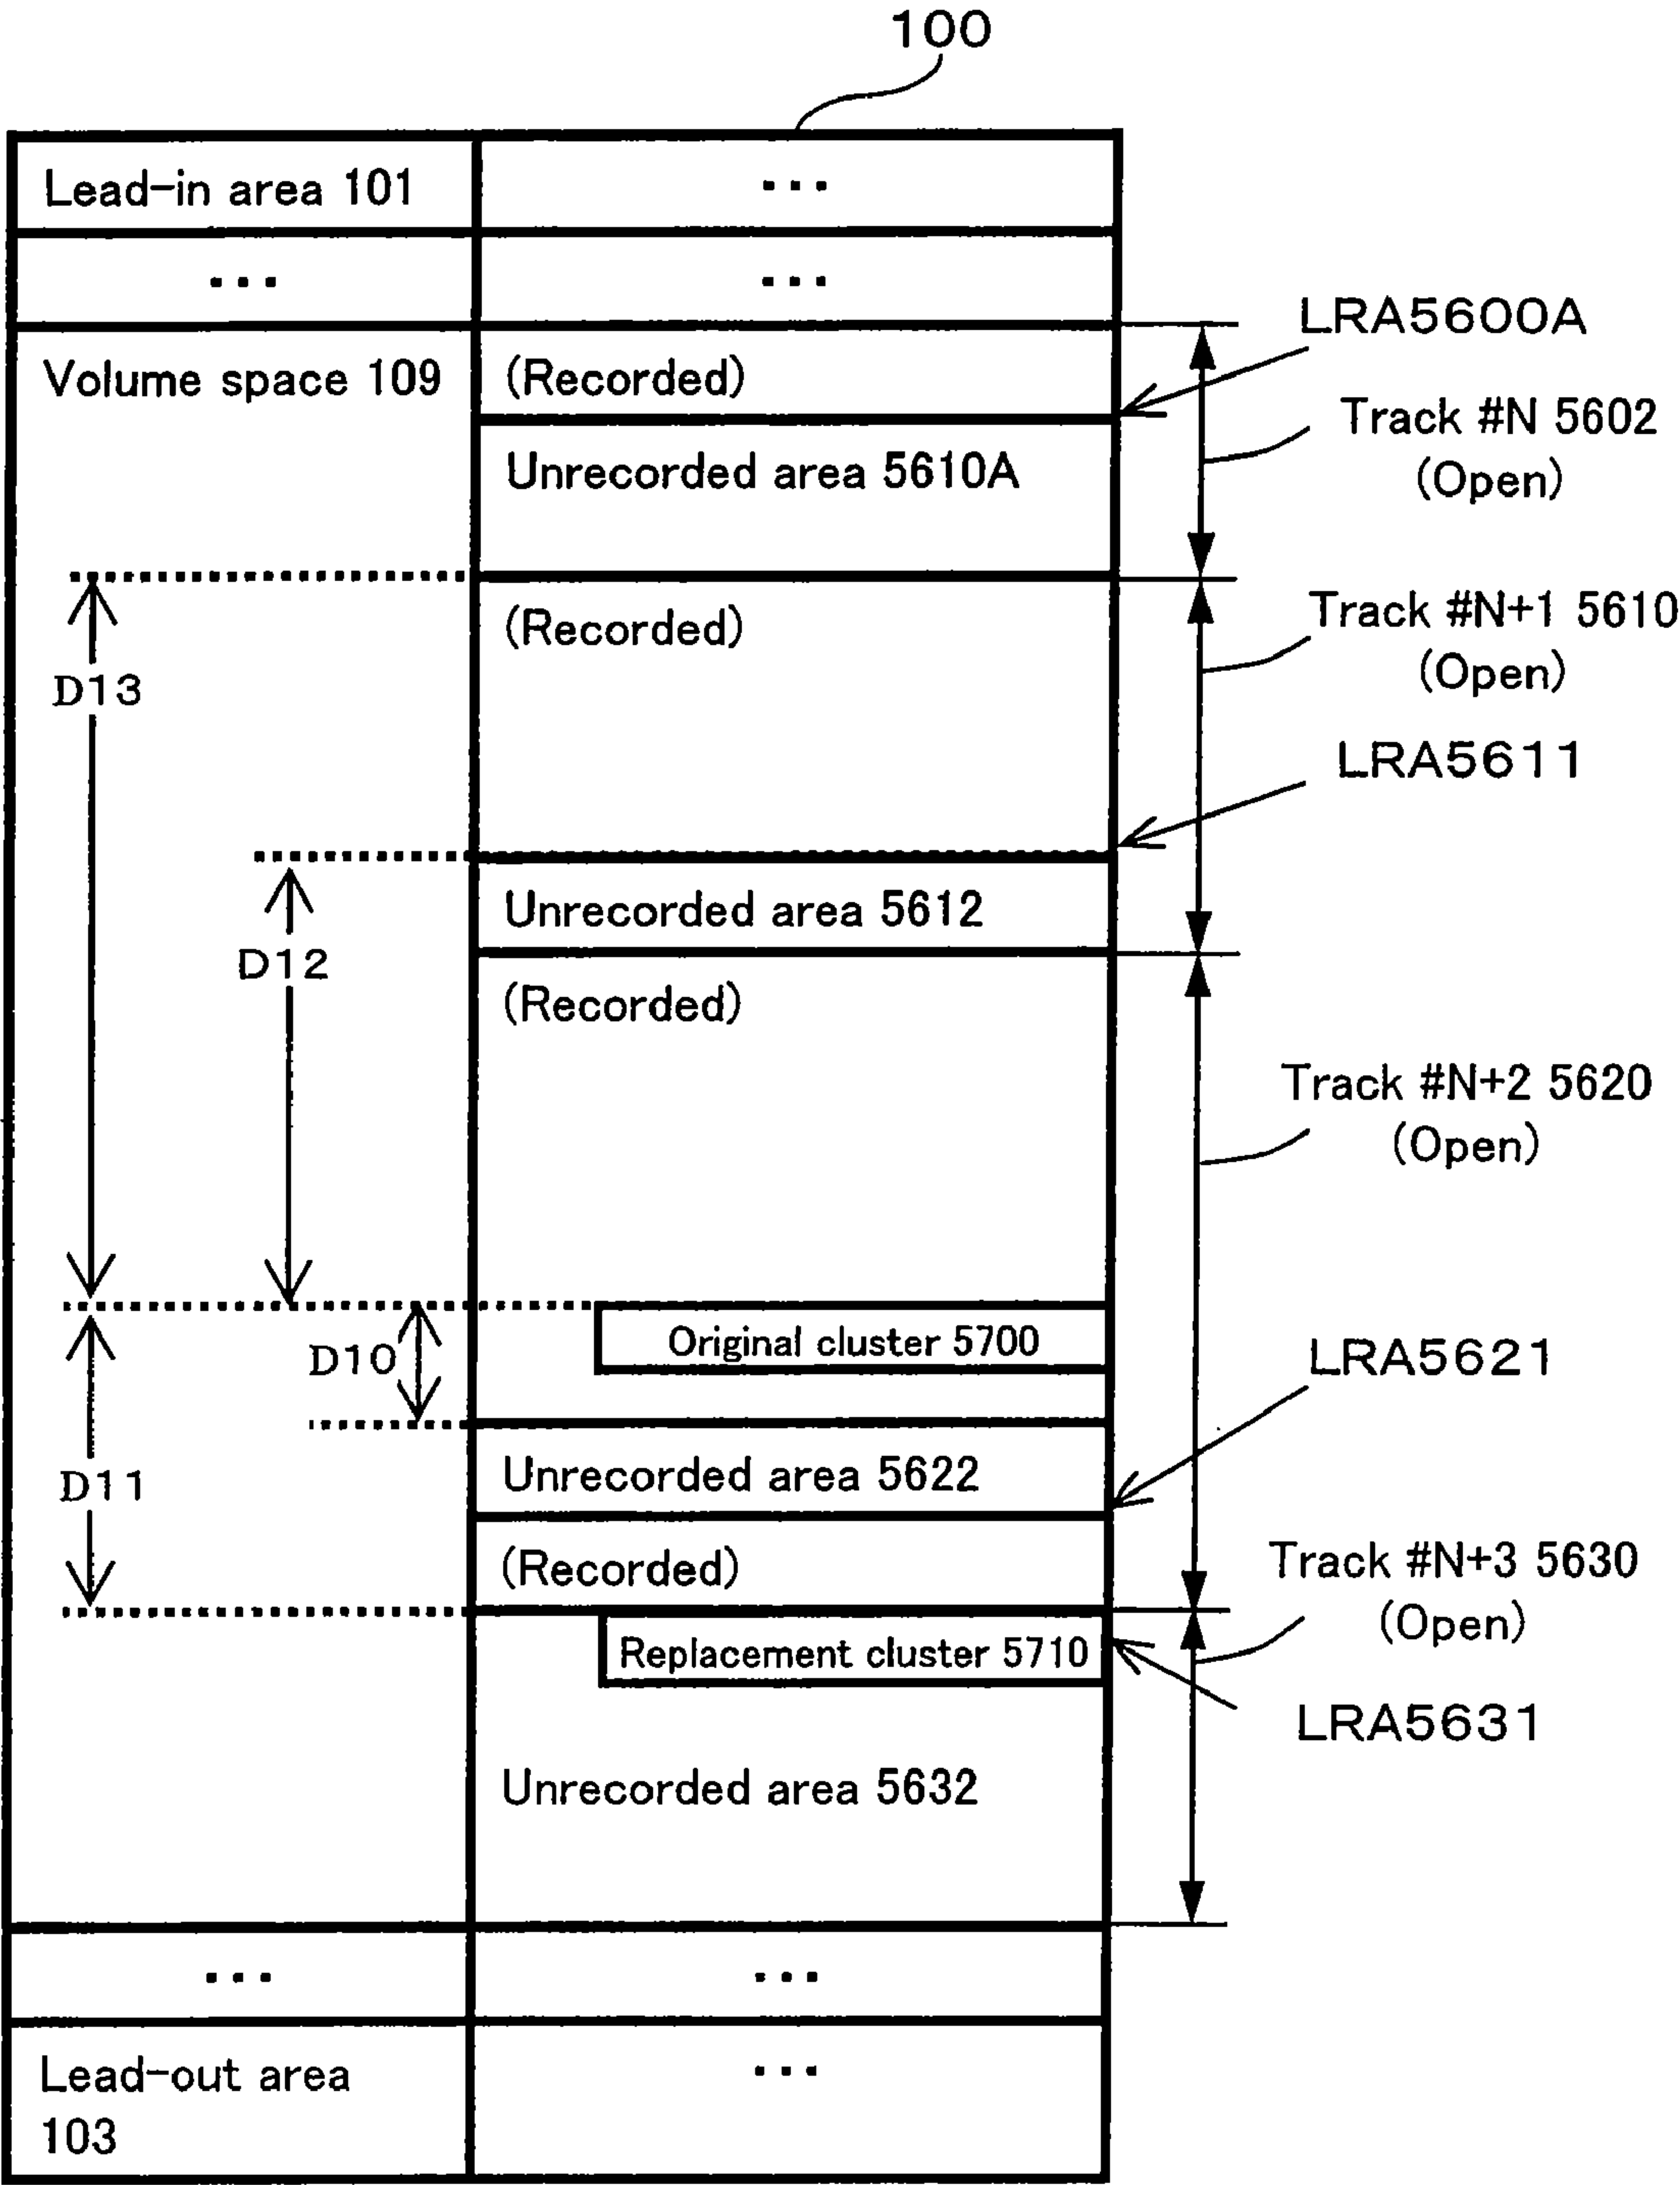 100
Lead-in area 101
...
...
...
LRA5600A
Volume space 109
(Recorded)
Track #N 5602
(Open)
Unrecorded area 5610A
(Recorded)
Track #N+1 5610
(Open)
D13
LRA5611
Unrecorded area 5612
D12
(Recorded)
Track #N+2 5620
(Open)
Original cluster 5700
D10
LRA5621
Unrecorded area 5622
D11
(Recorded)
Track #N+3 5630
(Open)
Replacement cluster 5710
LRA5631
Unrecorded area 5632
...
...
Lead-out area
103
...